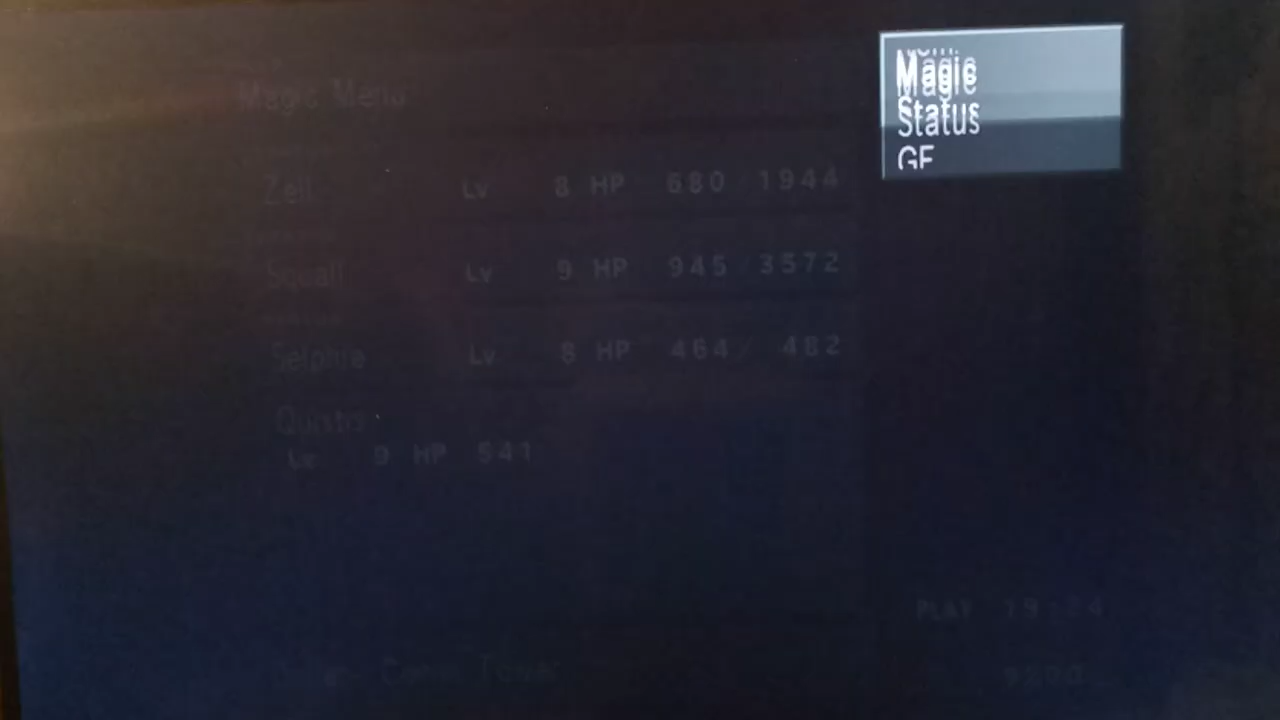 Magic
Status
GF
Magic Menu
Zell Lv 8 HP 680 / 1944
Squall Lv 9 HP 945 / 3572
Selphie Lv 8 HP 464 / 482
Quistis
Lv 9 HP 541
PLAY